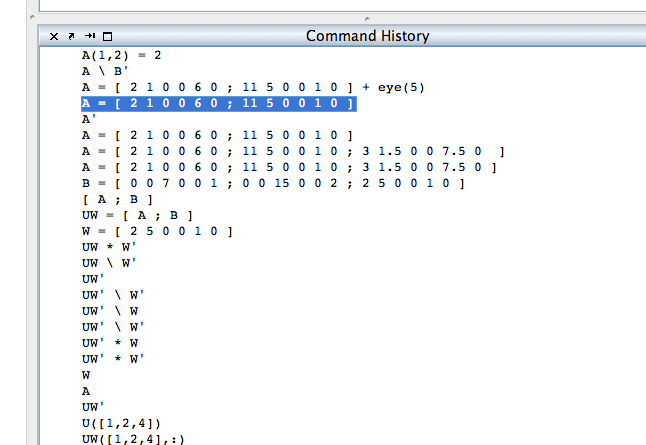 Command History
A(1,2) = 2
A \ B'
A = [ 2 1 0 0 6 0 ; 11 5 0 0 1 0 ] + eye(5)
A = [ 2 1 0 0 6 0 ; 11 5 0 0 1 0 ]
A'
A = [ 2 1 0 0 6 0 ; 11 5 0 0 1 0 ]
A = [ 2 1 0 0 6 0 ; 11 5 0 0 1 0 ; 3 1.5 0 0 7.5 0  ]
A = [ 2 1 0 0 6 0 ; 11 5 0 0 1 0 ; 3 1.5 0 0 7.5 0 ]
B = [ 0 0 7 0 0 1 ; 0 0 15 0 0 2 ; 2 5 0 0 1 0 ]
[ A ; B ]
UW = [ A ; B ]
W = [ 2 5 0 0 1 0 ]
UW * W'
UW \ W'
UW'
UW' \ W'
UW' \ W
UW' \ W'
UW' * W
UW' * W'
W
A
UW'
U([1,2,4])
UW([1,2,4],:)